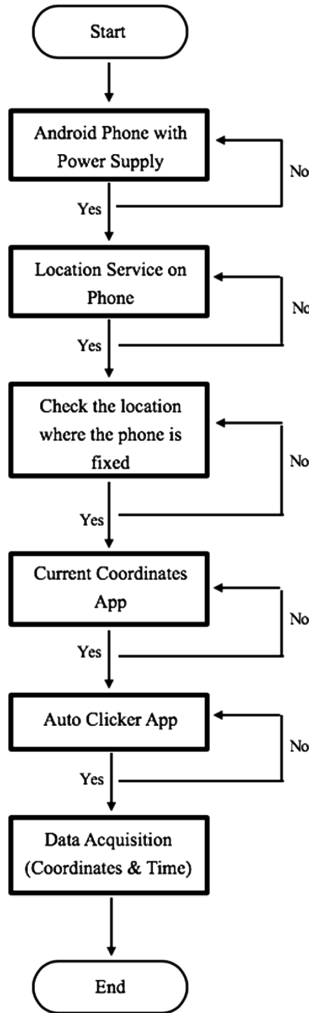 Start
Android Phone with
Power Supply
No
Yes
Location Service on
Phone
No
Yes
Check the location
where the phone is
fixed
No
Yes
Current Coordinates
App
No
Yes
Auto Clicker App
No
Yes
Data Acquisition
(Coordinates & Time)
End